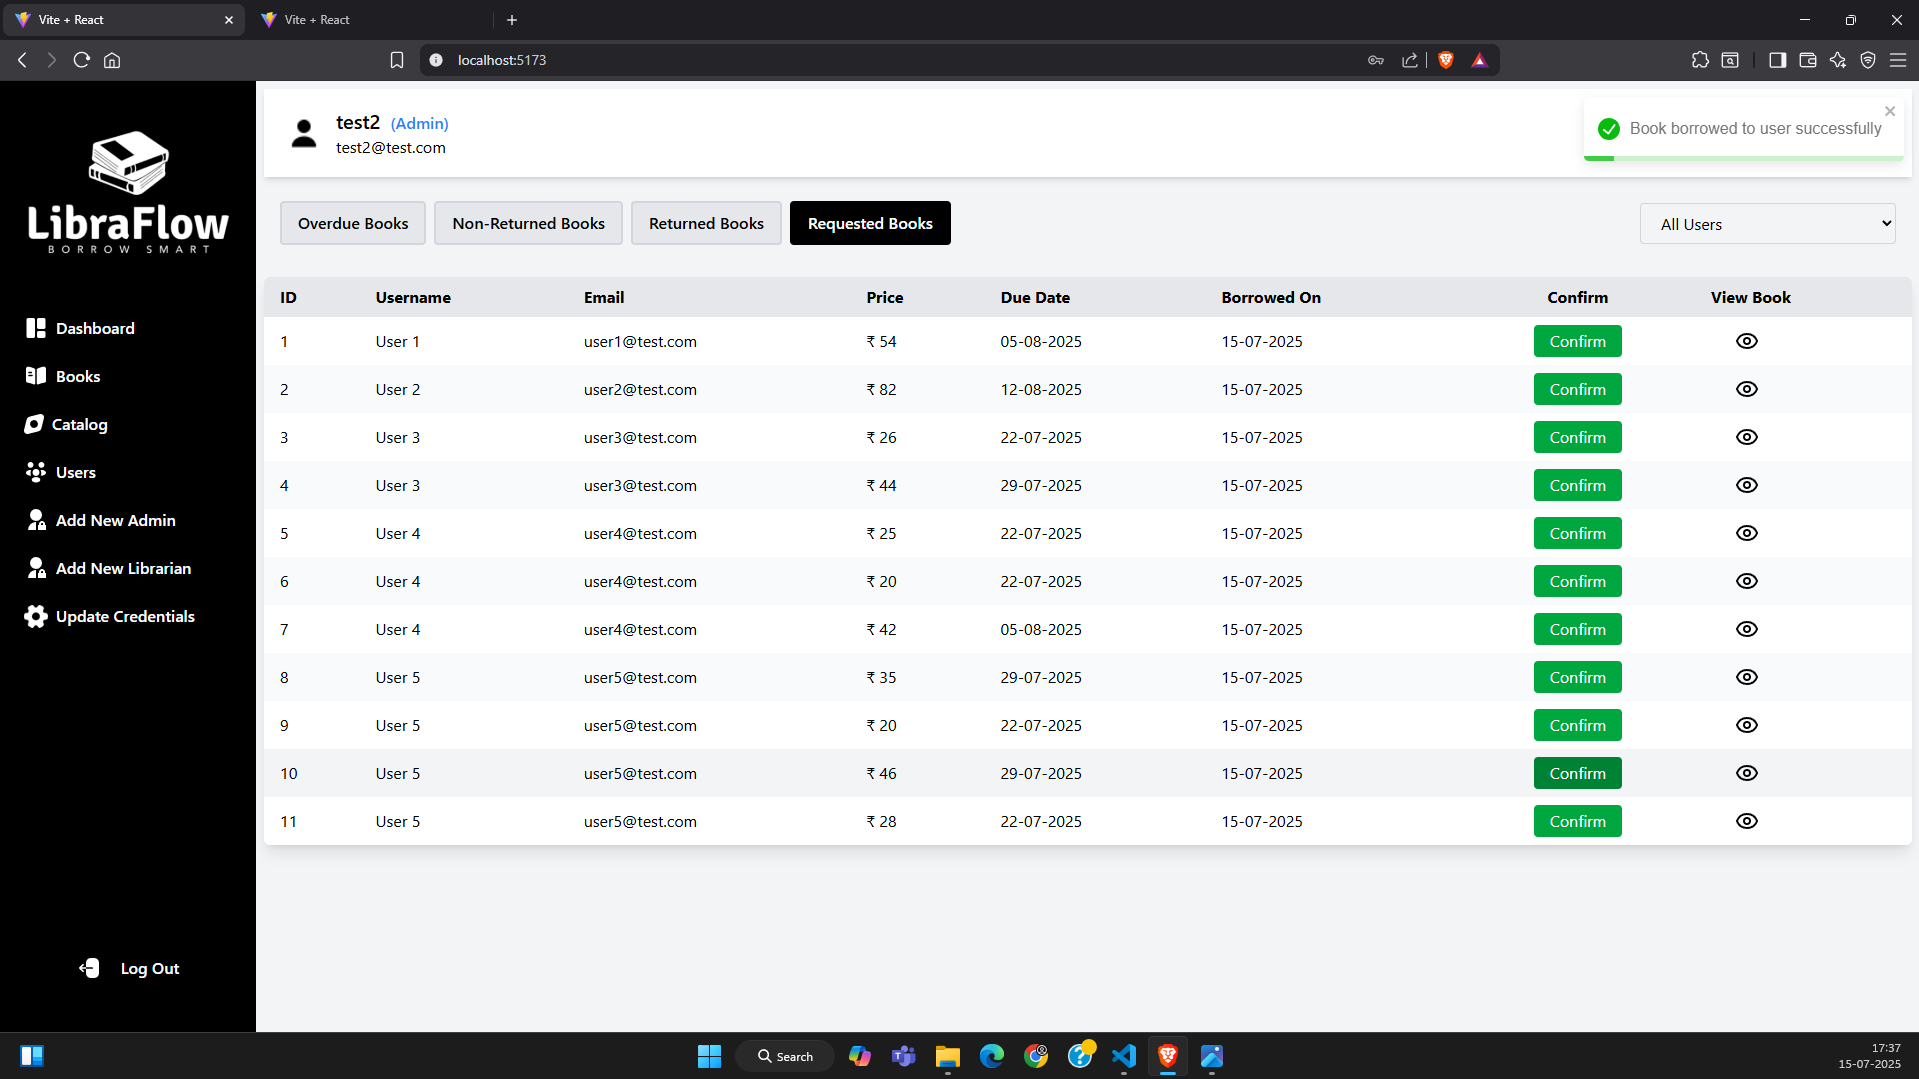 Vite + React
Vite + React
localhost:5173
LibraFlow
BORROW SMART
Dashboard
Books
Catalog
Users
Add New Admin
Add New Librarian
Update Credentials
Log Out
test2 (Admin)
test2@test.com
Book borrowed to user successfully
Overdue Books Non-Returned Books Returned Books Requested Books
All Users
ID Username Email Price Due Date Borrowed On Confirm View Book
1 User 1 user1@test.com ₹ 54 05-08-2025 15-07-2025 Confirm
2 User 2 user2@test.com ₹ 82 12-08-2025 15-07-2025 Confirm
3 User 3 user3@test.com ₹ 26 22-07-2025 15-07-2025 Confirm
4 User 3 user3@test.com ₹ 44 29-07-2025 15-07-2025 Confirm
5 User 4 user4@test.com ₹ 25 22-07-2025 15-07-2025 Confirm
6 User 4 user4@test.com ₹ 20 22-07-2025 15-07-2025 Confirm
7 User 4 user4@test.com ₹ 42 05-08-2025 15-07-2025 Confirm
8 User 5 user5@test.com ₹ 35 29-07-2025 15-07-2025 Confirm
9 User 5 user5@test.com ₹ 20 22-07-2025 15-07-2025 Confirm
10 User 5 user5@test.com ₹ 46 29-07-2025 15-07-2025 Confirm
11 User 5 user5@test.com ₹ 28 22-07-2025 15-07-2025 Confirm
Search
17:37
15-07-2025